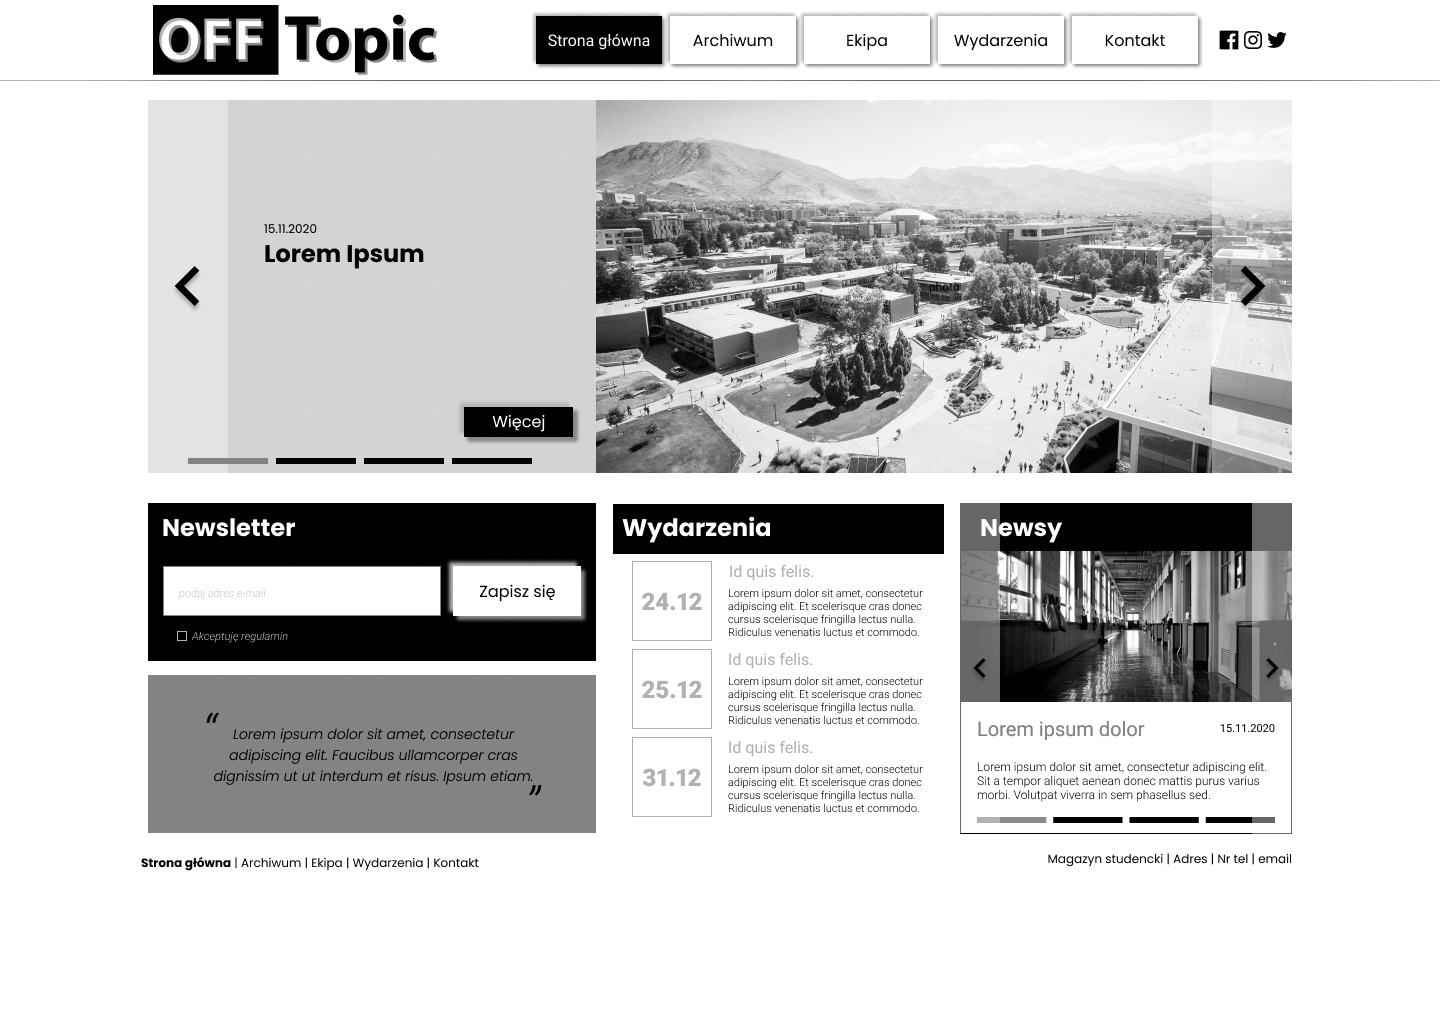 OFF Topic
Strona główna
Archiwum
Ekipa
Wydarzenia
Kontakt
15.11.2020
Lorem Ipsum
photo
Więcej
Newsletter
podaj adres e-mail
Zapisz się
Akceptuję regulamin
“
Lorem ipsum dolor sit amet, consectetur
adipiscing elit. Faucibus ullamcorper cras
dignissim ut ut interdum et risus. Ipsum etiam.
”
Wydarzenia
24.12
Id quis felis.
Lorem ipsum dolor sit amet, consectetur
adipiscing elit. Et scelerisque cras donec
cursus scelerisque fringilla lectus nulla.
Ridiculus venenatis luctus et commodo.
25.12
Id quis felis.
Lorem ipsum dolor sit amet, consectetur
adipiscing elit. Et scelerisque cras donec
cursus scelerisque fringilla lectus nulla.
Ridiculus venenatis luctus et commodo.
31.12
Id quis felis.
Lorem ipsum dolor sit amet, consectetur
adipiscing elit. Et scelerisque cras donec
cursus scelerisque fringilla lectus nulla.
Ridiculus venenatis luctus et commodo.
Newsy
Lorem ipsum dolor
15.11.2020
Lorem ipsum dolor sit amet, consectetur adipiscing elit.
Sit a tempor aliquet aenean donec mattis purus varius
morbi. Volutpat viverra in sem phasellus sed.
Strona główna | Archiwum | Ekipa | Wydarzenia | Kontakt
Magazyn studencki | Adres | Nr tel | email